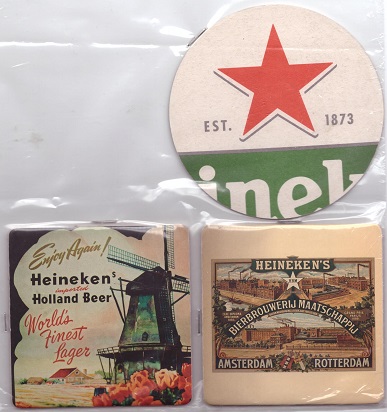 EST. 1873
inek
Enjoy Again!
Heineken's
imported
Holland Beer
World's
Finest
Lager
HEINEKEN'S
BIERBROUWERIJ MAATSCHAPPIJ
AMSTERDAM ROTTERDAM